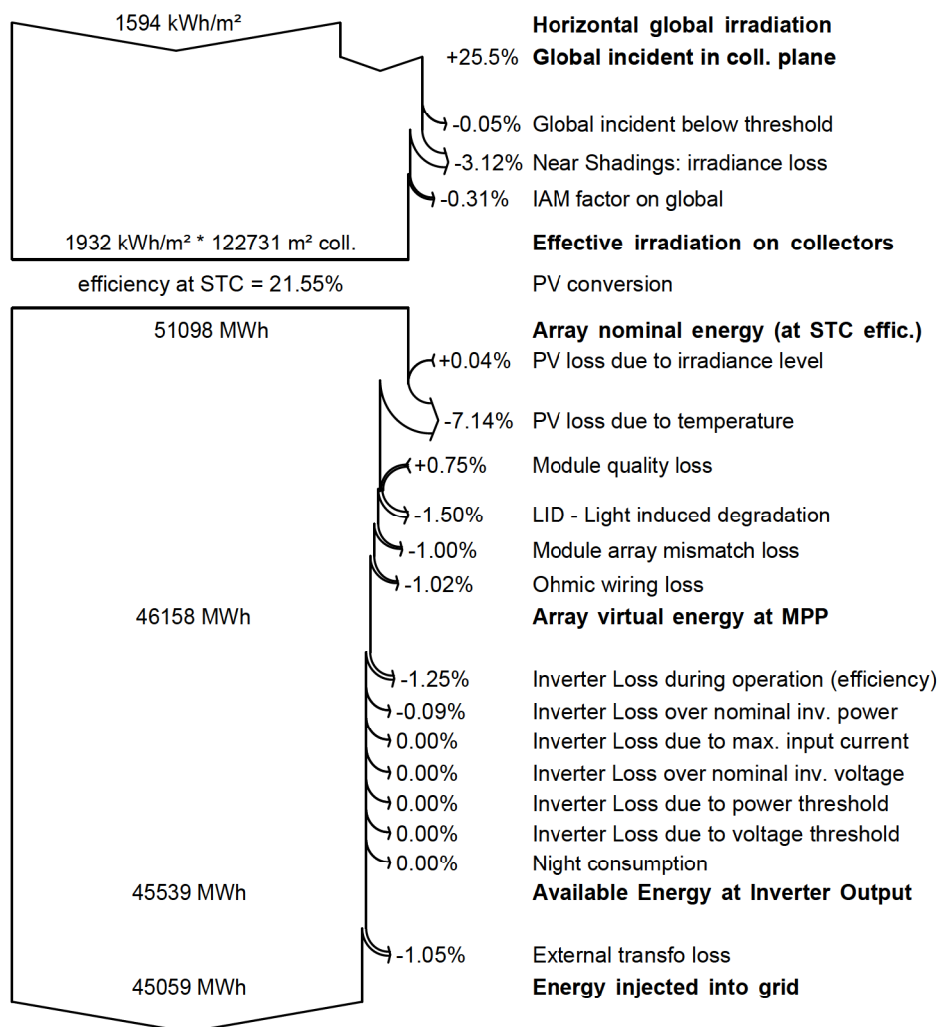 1594 kWh/m² Horizontal global irradiation
+25.5% Global incident in coll. plane
-0.05% Global incident below threshold
-3.12% Near Shadings: irradiance loss
-0.31% IAM factor on global
1932 kWh/m² * 122731 m² coll. Effective irradiation on collectors
efficiency at STC = 21.55% PV conversion
51098 MWh Array nominal energy (at STC effic.)
+0.04% PV loss due to irradiance level
-7.14% PV loss due to temperature
+0.75% Module quality loss
-1.50% LID - Light induced degradation
-1.00% Module array mismatch loss
-1.02% Ohmic wiring loss
46158 MWh Array virtual energy at MPP
-1.25% Inverter Loss during operation (efficiency)
-0.09% Inverter Loss over nominal inv. power
0.00% Inverter Loss due to max. input current
0.00% Inverter Loss over nominal inv. voltage
0.00% Inverter Loss due to power threshold
0.00% Inverter Loss due to voltage threshold
0.00% Night consumption
45539 MWh Available Energy at Inverter Output
-1.05% External transfo loss
45059 MWh Energy injected into grid